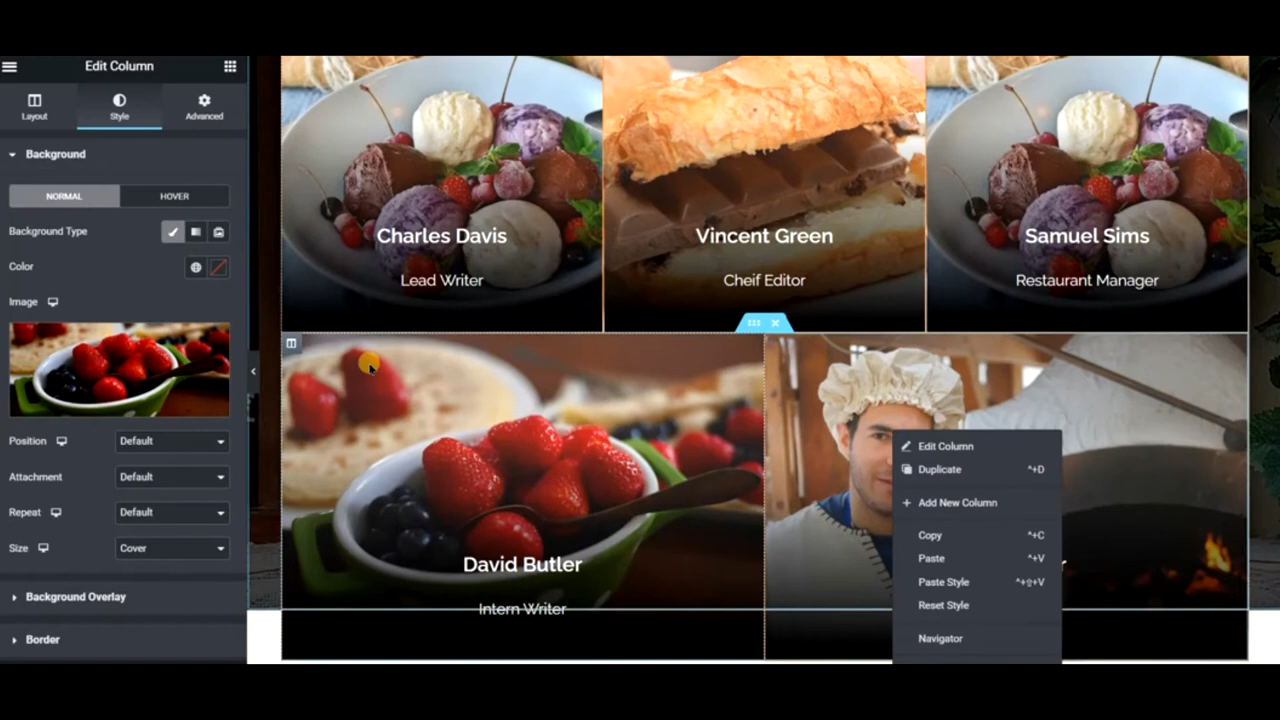 Edit Column
Layout
Style
Advanced
Background
NORMAL
HOVER
Background Type
Color
Image
Position
Default
Attachment
Default
Repeat
Default
Size
Cover
Background Overlay
Border
Charles Davis
Lead Writer
Vincent Green
Cheif Editor
Samuel Sims
Restaurant Manager
David Butler
Intern Writer
Edit Column
Duplicate ^+D
Add New Column
Copy ^+C
Paste ^+V
Paste Style ^+⇧+V
Reset Style
Navigator